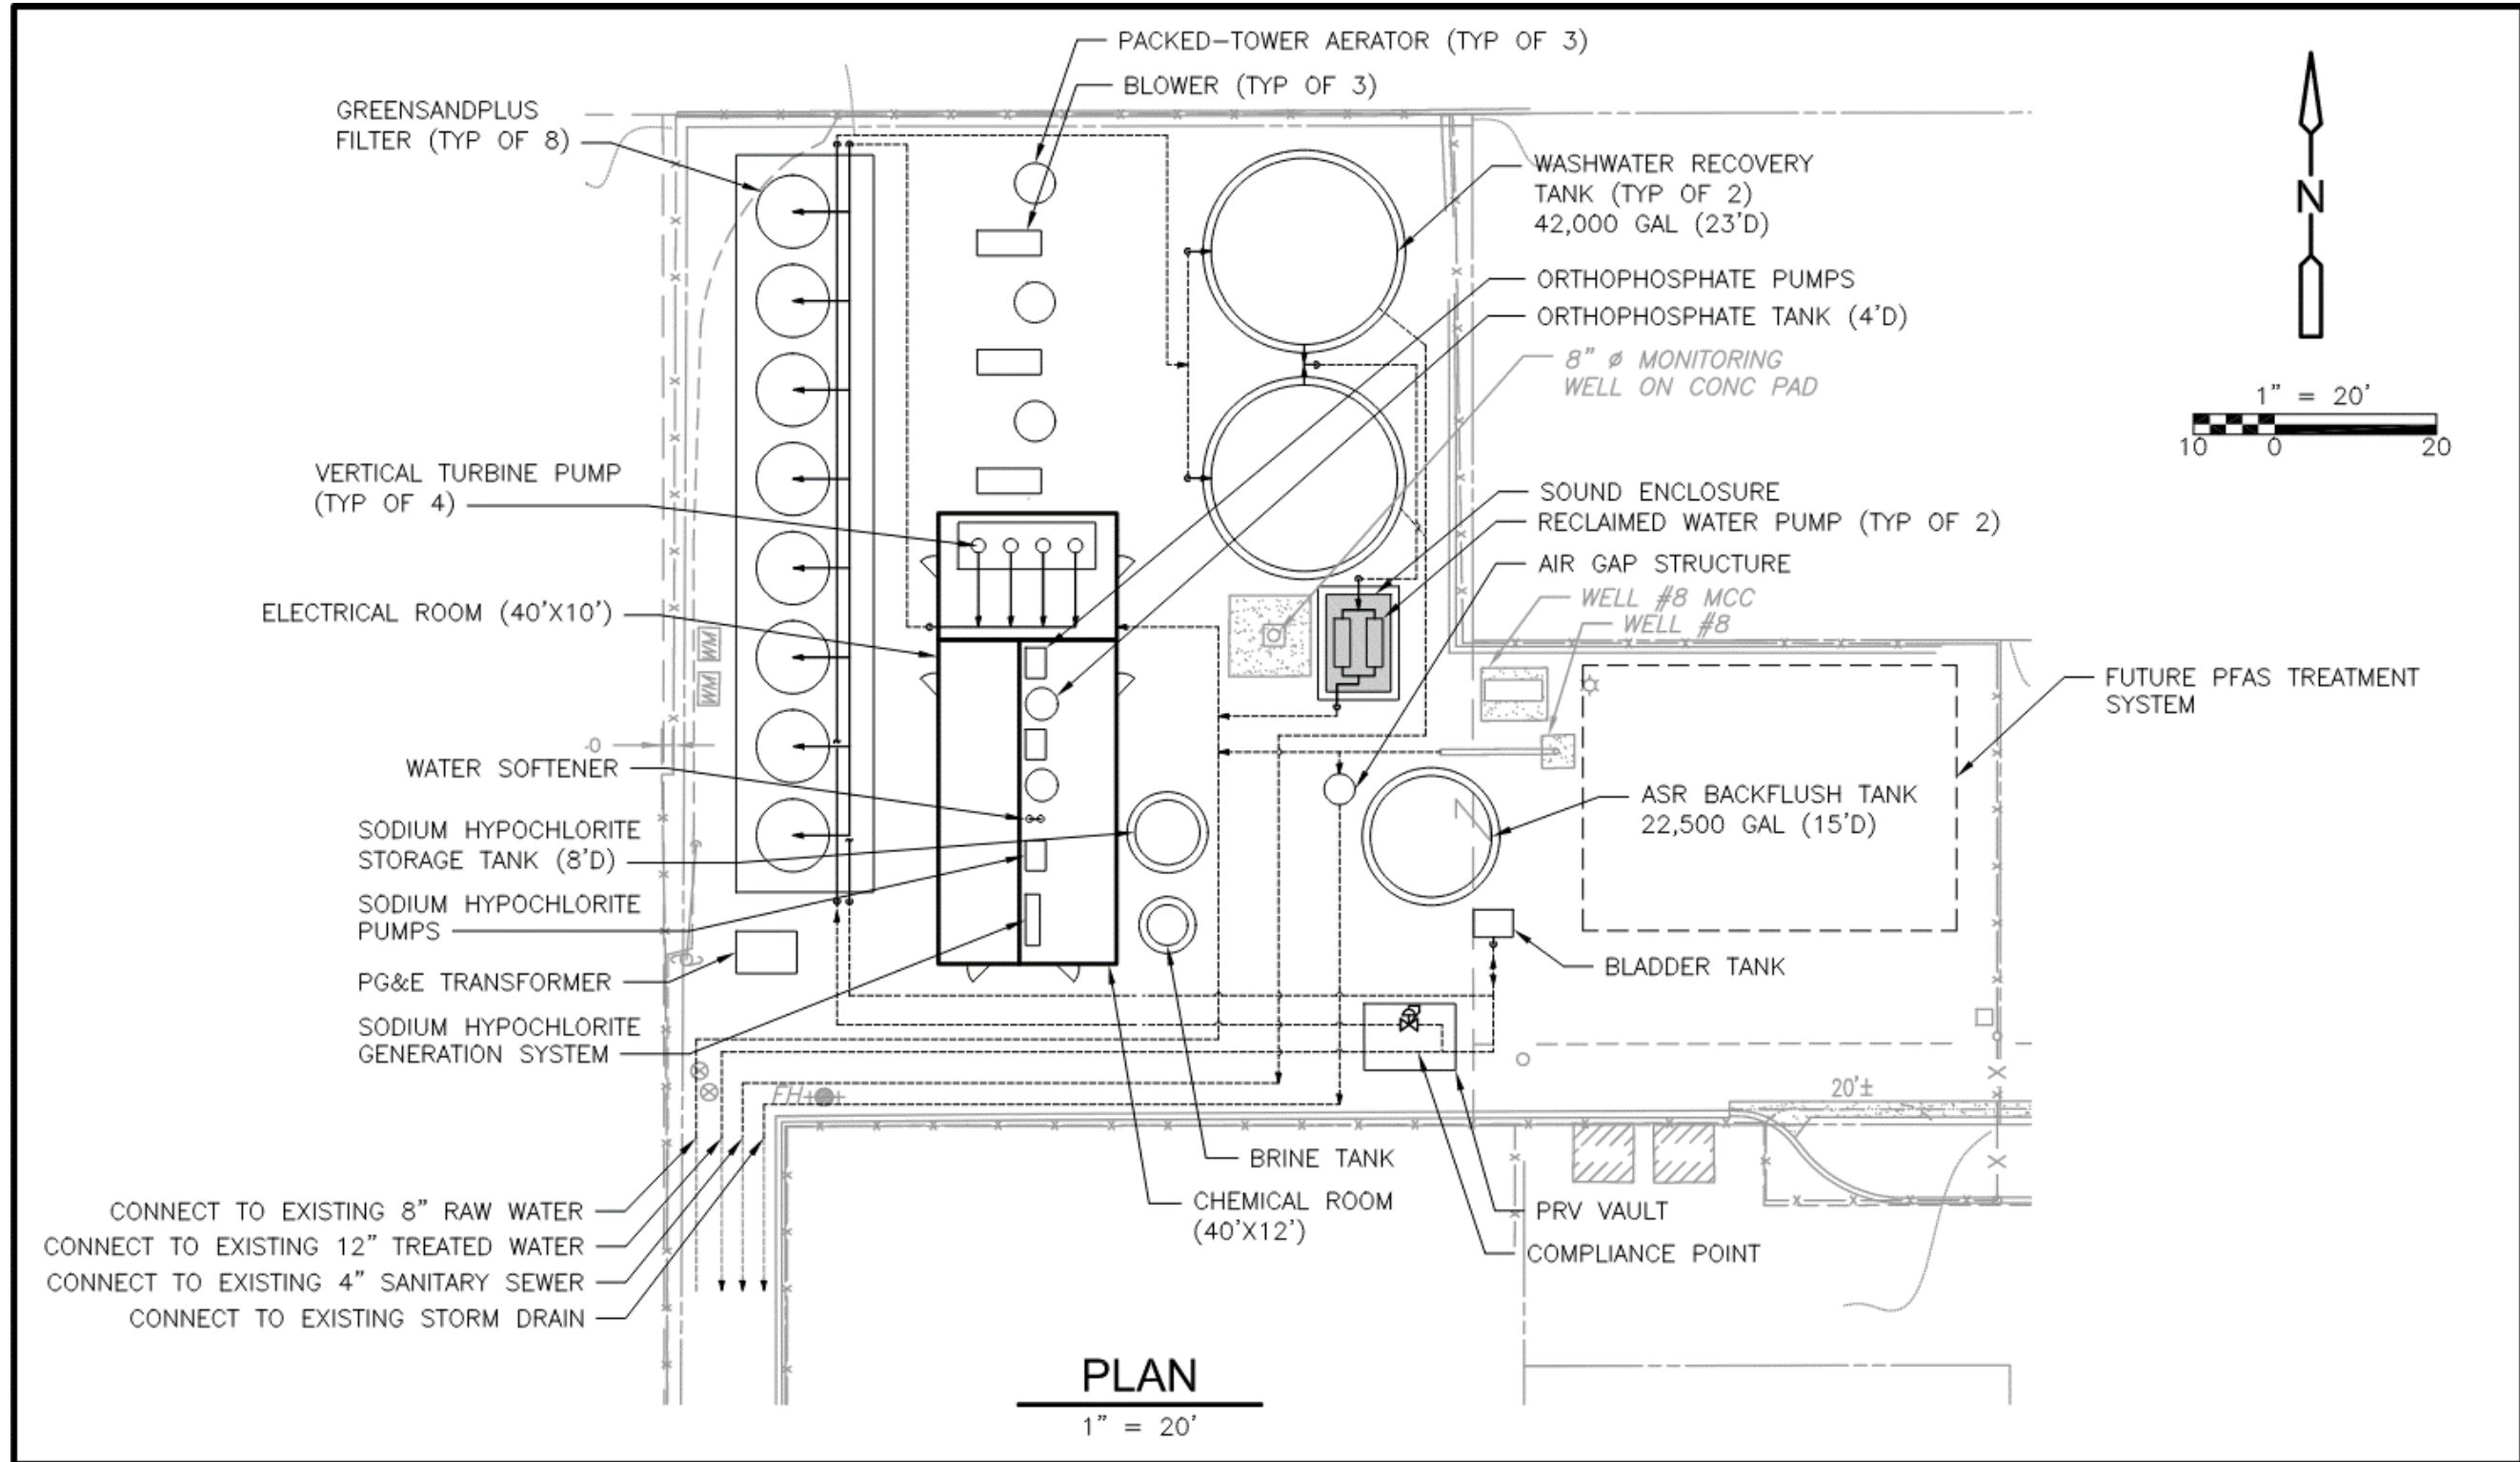 PACKED-TOWER AERATOR (TYP OF 3)
BLOWER (TYP OF 3)
GREENSANDPLUS
FILTER (TYP OF 8)
WASHWATER RECOVERY
TANK (TYP OF 2)
42,000 GAL (23'D)
N
ORTHOPHOSPHATE PUMPS
ORTHOPHOSPHATE TANK (4'D)
8" ø MONITORING
WELL ON CONC PAD
1" = 20'
10 0 20
VERTICAL TURBINE PUMP
(TYP OF 4)
SOUND ENCLOSURE
RECLAIMED WATER PUMP (TYP OF 2)
AIR GAP STRUCTURE
WELL #8 MCC
WELL #8
ELECTRICAL ROOM (40'X10')
WM
WM
FUTURE PFAS TREATMENT
SYSTEM
WATER SOFTENER
ASR BACKFLUSH TANK
22,500 GAL (15'D)
SODIUM HYPOCHLORITE
STORAGE TANK (8'D)
SODIUM HYPOCHLORITE
PUMPS
BLADDER TANK
PG&E TRANSFORMER
SODIUM HYPOCHLORITE
GENERATION SYSTEM
FH
20'±
BRINE TANK
CHEMICAL ROOM
(40'X12')
PRV VAULT
COMPLIANCE POINT
CONNECT TO EXISTING 8" RAW WATER
CONNECT TO EXISTING 12" TREATED WATER
CONNECT TO EXISTING 4" SANITARY SEWER
CONNECT TO EXISTING STORM DRAIN
PLAN
1" = 20'